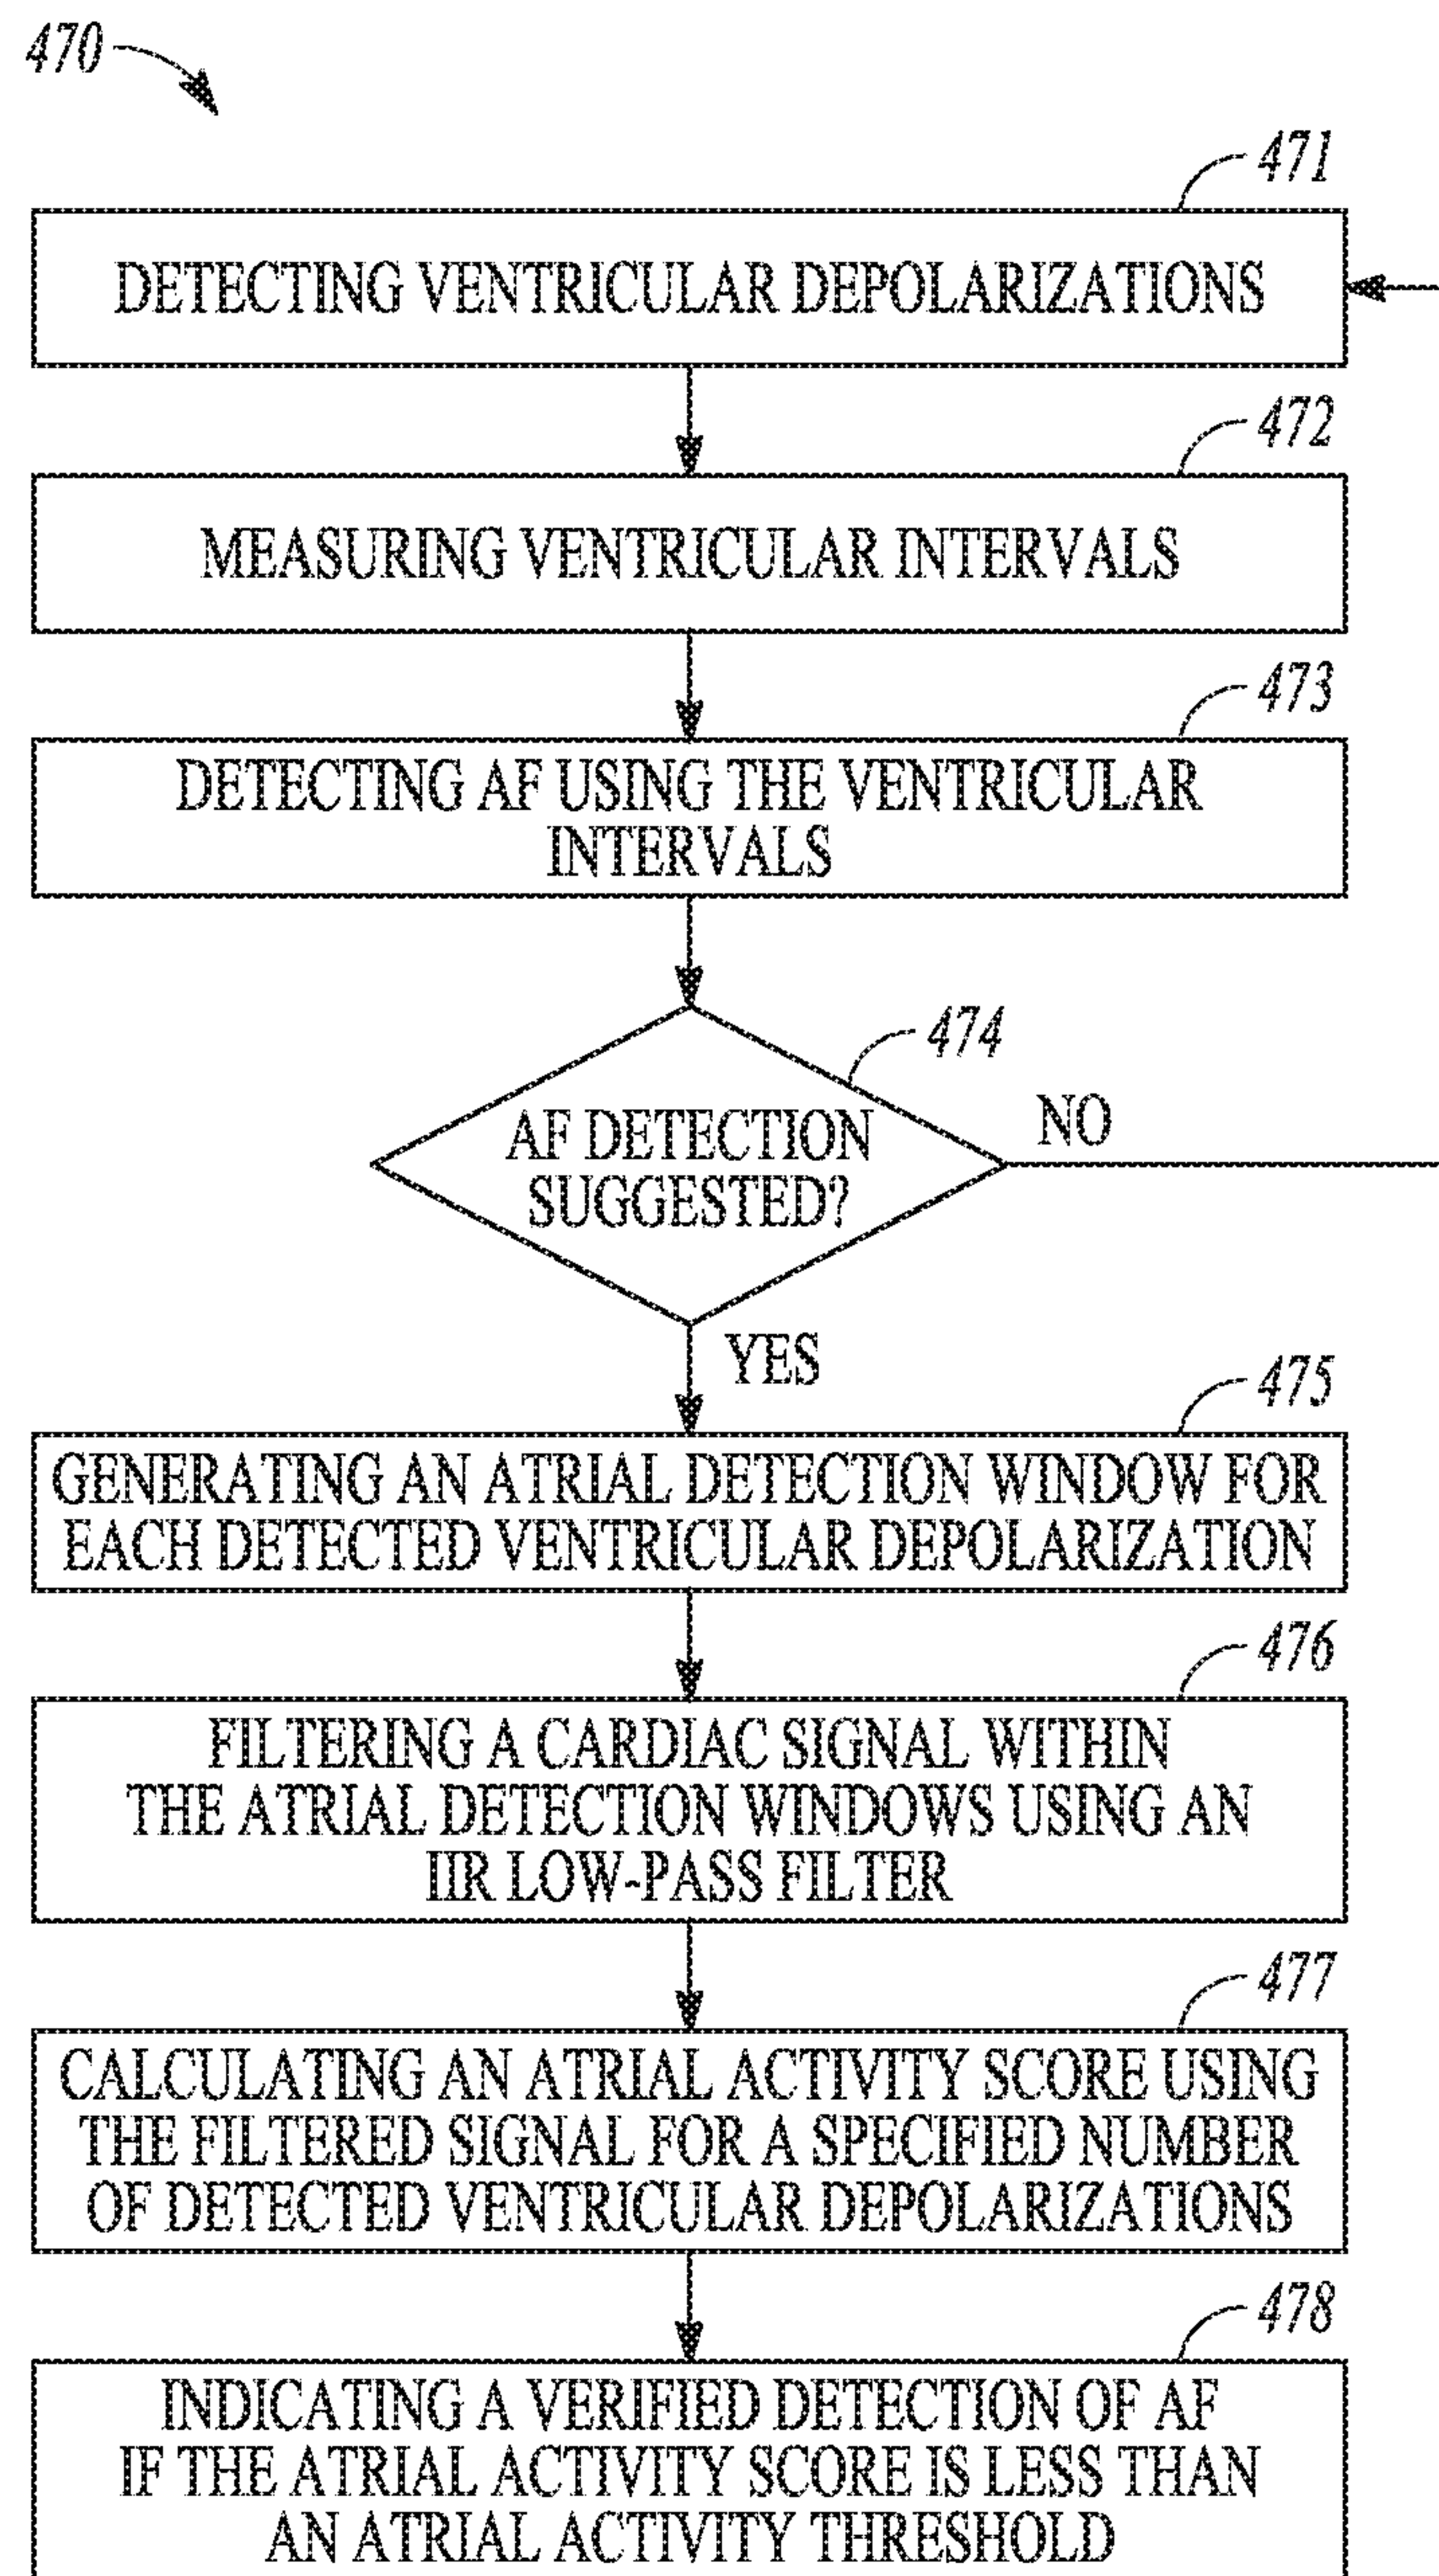 470
471
DETECTING VENTRICULAR DEPOLARIZATIONS
472
MEASURING VENTRICULAR INTERVALS
473
DETECTING AF USING THE VENTRICULAR
INTERVALS
474
AF DETECTION
SUGGESTED?
NO
YES
475
GENERATING AN ATRIAL DETECTION WINDOW FOR
EACH DETECTED VENTRICULAR DEPOLARIZATION
476
FILTERING A CARDIAC SIGNAL WITHIN
THE ATRIAL DETECTION WINDOWS USING AN
IIR LOW-PASS FILTER
477
CALCULATING AN ATRIAL ACTIVITY SCORE USING
THE FILTERED SIGNAL FOR A SPECIFIED NUMBER
OF DETECTED VENTRICULAR DEPOLARIZATIONS
478
INDICATING A VERIFIED DETECTION OF AF
IF THE ATRIAL ACTIVITY SCORE IS LESS THAN
AN ATRIAL ACTIVITY THRESHOLD